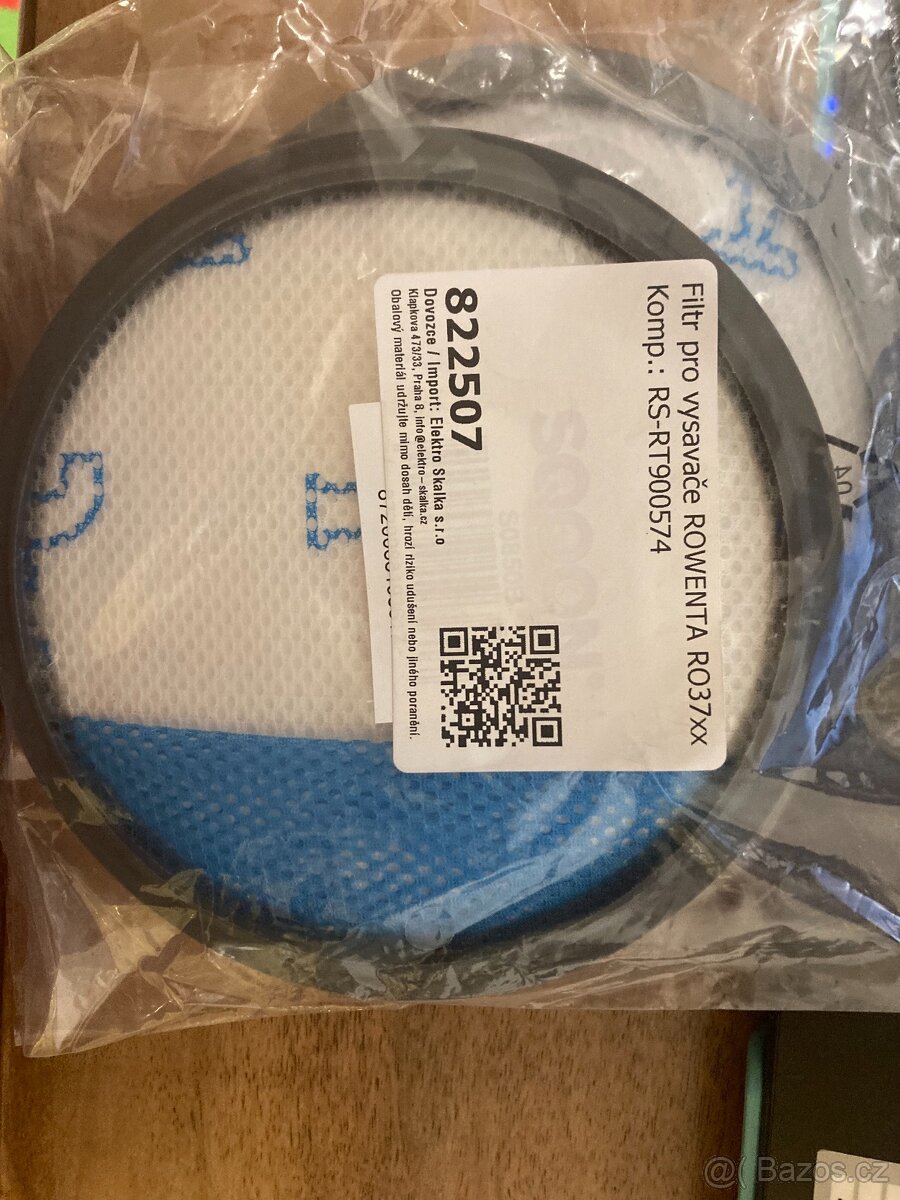 Filtr pro vysavače ROWENTA RO37xx
Komp.: RS-RT900574
822507
Dovozce / Import: Elektro Skalka s.r.o
Klapkova 473/33, Praha 8, info@elektro-skalka.cz
Obalový materiál udržujte mimo dosah dětí, hrozí riziko udušení nebo jiného poranění.
@( Bazos.cz